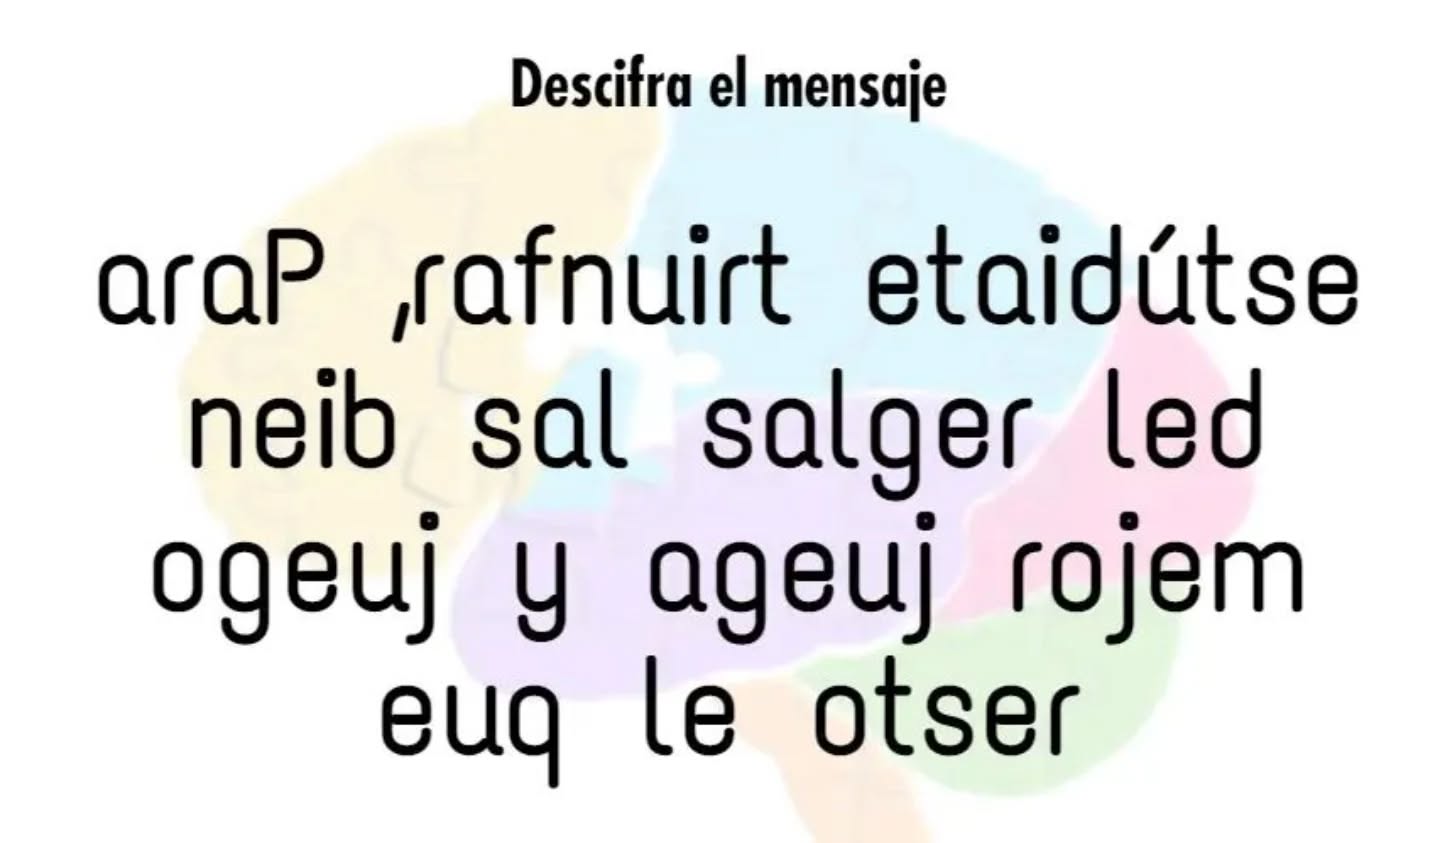 Descifra el mensaje
araP ,rafnuirt etaidútse
neib sal salger led
ogeuj y ageuj rojem
euq le otser